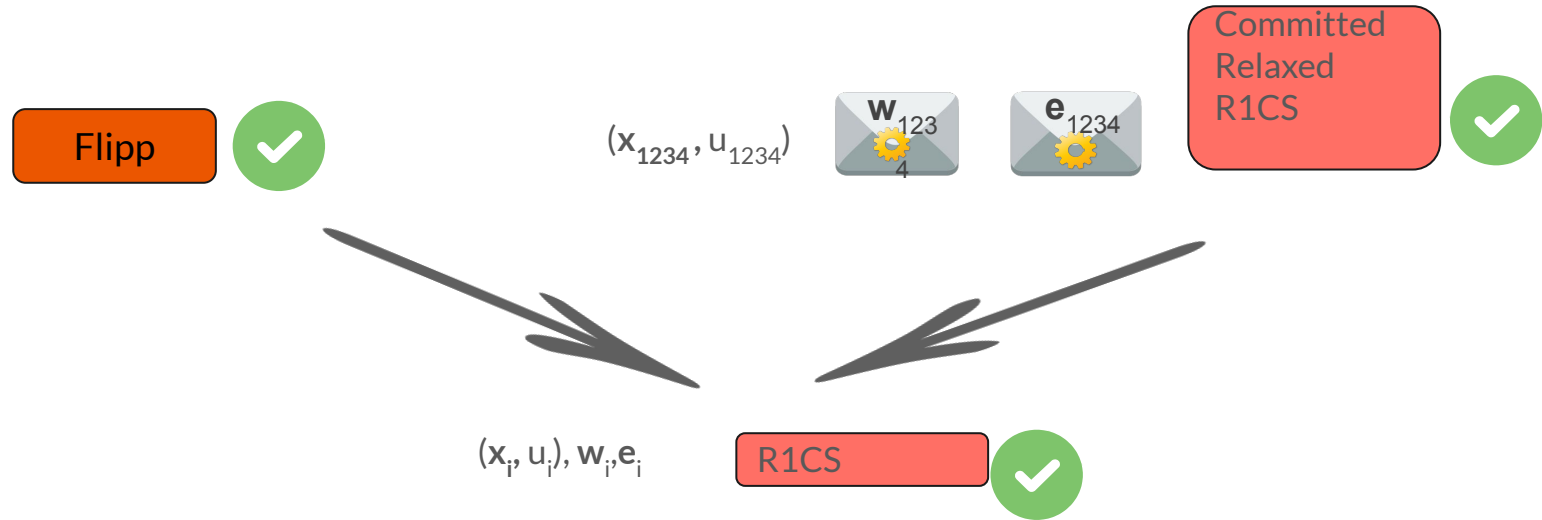 Committed
Relaxed
R1CS
Flipp
(x1234 , u1234)
w1234
e1234
(xi, ui), wi,ei
R1CS